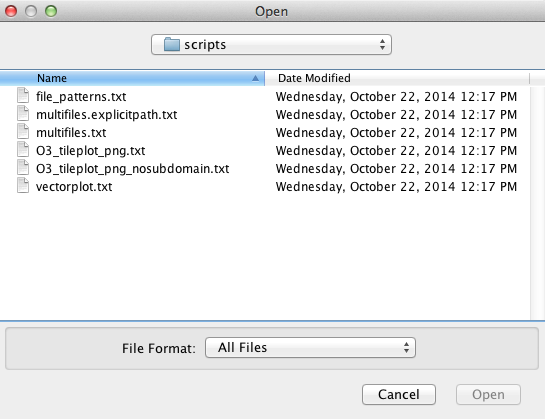 Open
scripts
Name Date Modified
file_patterns.txt Wednesday, October 22, 2014 12:17 PM
multifiles.explicitpath.txt Wednesday, October 22, 2014 12:17 PM
multifiles.txt Wednesday, October 22, 2014 12:17 PM
O3_tileplot_png.txt Wednesday, October 22, 2014 12:17 PM
O3_tileplot_png_nosubdomain.txt Wednesday, October 22, 2014 12:17 PM
vectorplot.txt Wednesday, October 22, 2014 12:17 PM
File Format: All Files
Cancel Open